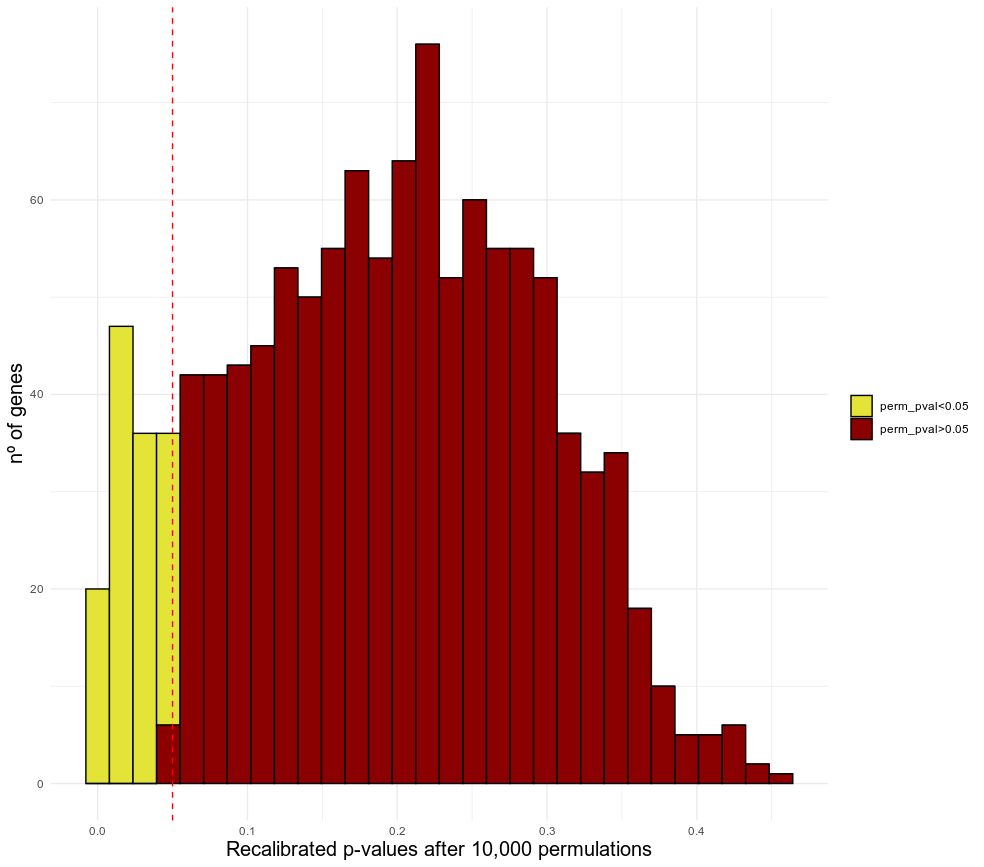 60
40
20
0
nº of genes
0.0 0.1 0.2 0.3 0.4
Recalibrated p-values after 10,000 permulations
perm_pval<0.05
perm_pval>0.05